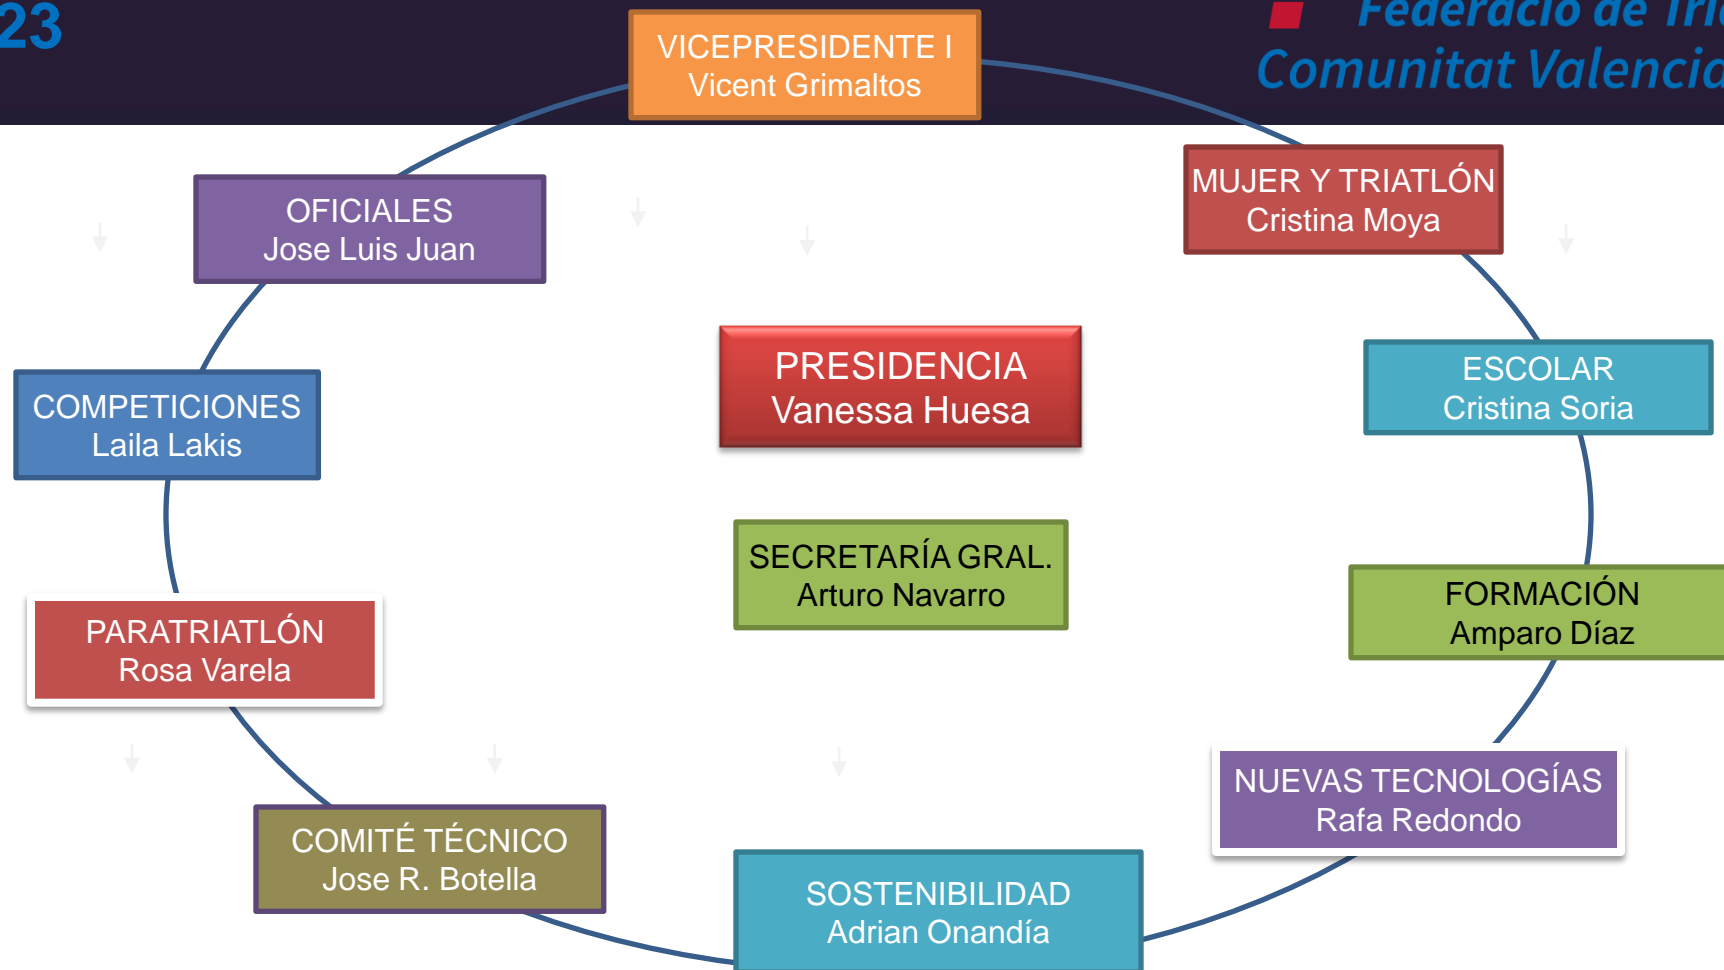 23
Comunitat
VICEPRESIDENTE I
Vicent Grimaltos
MUJER Y TRIATLÓN
Cristina Moya
OFICIALES
Jose Luis Juan
PRESIDENCIA
Vanessa Huesa
ESCOLAR
Cristina Soria
COMPETICIONES
Laila Lakis
SECRETARÍA GRAL.
Arturo Navarro
FORMACIÓN
Amparo Díaz
PARATRIATLÓN
Rosa Varela
NUEVAS TECNOLOGÍAS
Rafa Redondo
COMITÉ TÉCNICO
Jose R. Botella
SOSTENIBILIDAD
Adrian Onandía